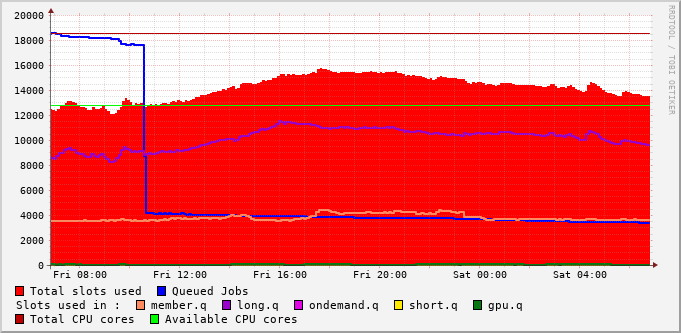 20000
18000
16000
14000
12000
10000
8000
6000
4000
2000
0
Fri 08:00 Fri 12:00 Fri 16:00 Fri 20:00 Sat 00:00 Sat 04:00
Total slots used Queued Jobs
Slots used in : member.q long.q ondemand.q short.q gpu.q
Total CPU cores Available CPU cores
RRDTOOL / TOBI OETIKER